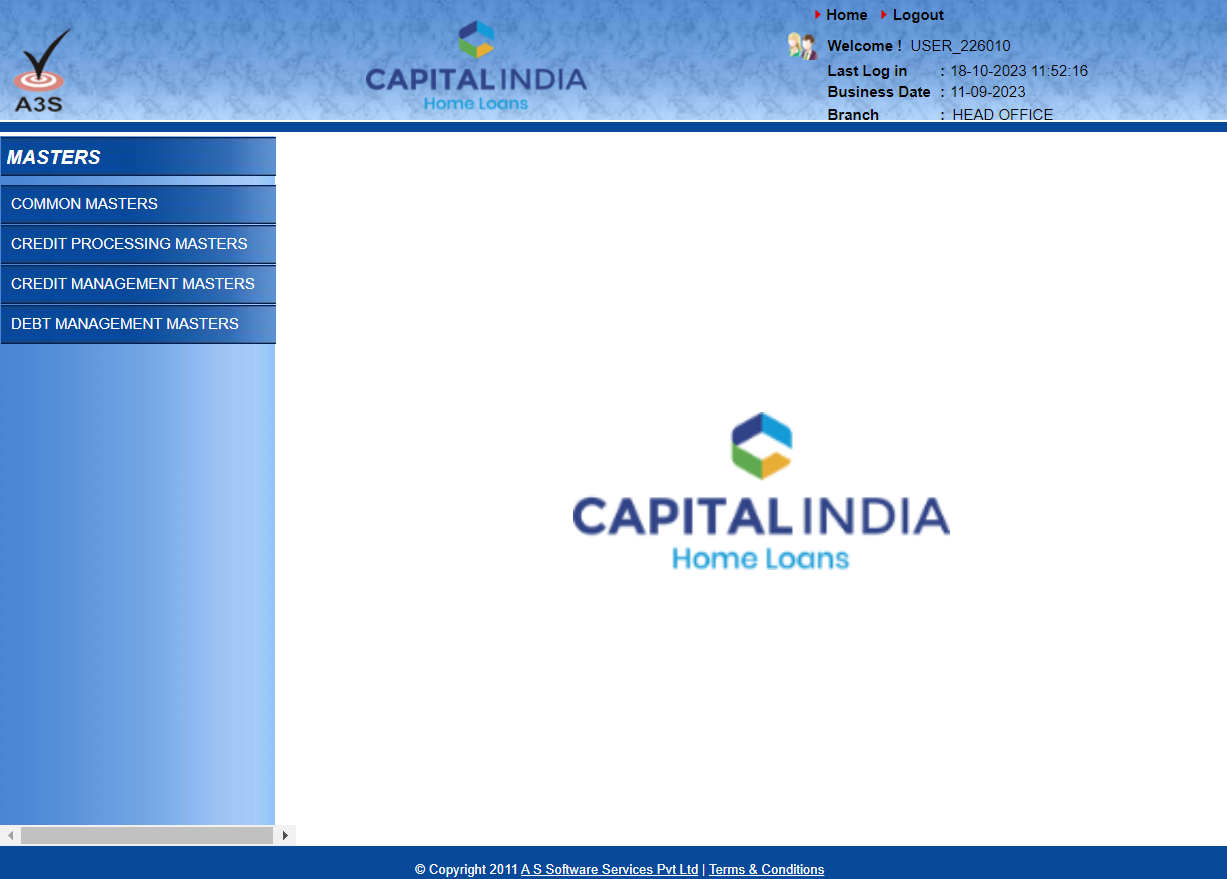 Home Logout
A3S
CAPITAL INDIA
Home Loans
Welcome ! USER_226010
Last Log in : 18-10-2023 11:52:16
Business Date : 11-09-2023
Branch : HEAD OFFICE
MASTERS
COMMON MASTERS
CREDIT PROCESSING MASTERS
CREDIT MANAGEMENT MASTERS
DEBT MANAGEMENT MASTERS
CAPITAL INDIA
Home Loans
© Copyright 2011 A S Software Services Pvt Ltd | Terms & Conditions